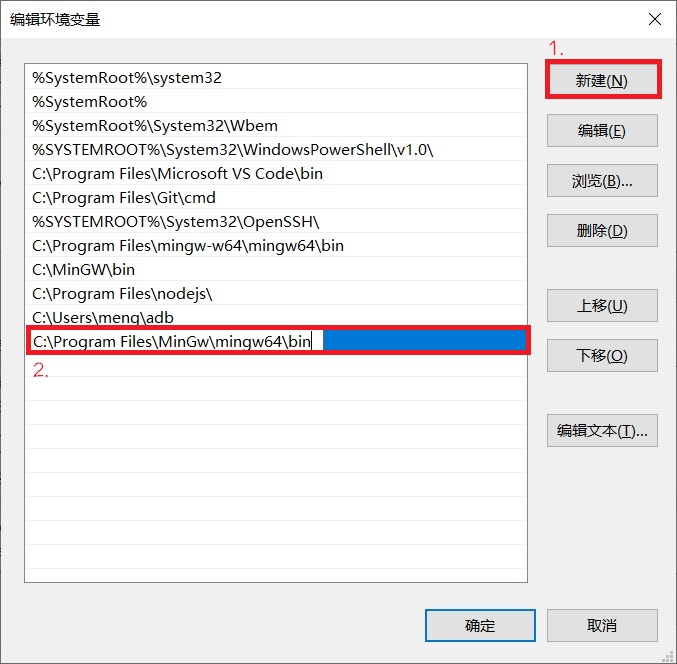 编辑环境变量
1.
%SystemRoot%\system32
新建(N)
%SystemRoot%
%SystemRoot%\System32\Wbem
编辑(E)
%SYSTEMROOT%\System32\WindowsPowerShell\v1.0\
C:\Program Files\Microsoft VS Code\bin
浏览(B)...
C:\Program Files\Git\cmd
%SYSTEMROOT%\System32\OpenSSH\
删除(D)
C:\Program Files\mingw-w64\mingw64\bin
C:\MinGW\bin
C:\Program Files\nodejs\
上移(U)
C:\Users\meng\adb
C:\Program Files\MinGw\mingw64\bin
下移(O)
2.
编辑文本(T)...
确定
取消